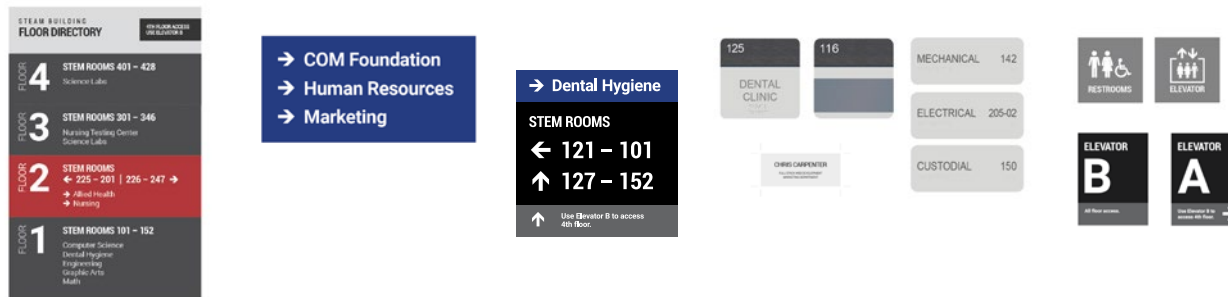 STEAM BUILDING
FLOOR DIRECTORY
4TH FLOOR ACCESS
USE ELEVATOR B
FLOOR 4
STEM ROOMS 401 – 428
Science Labs
FLOOR 3
STEM ROOMS 301 – 346
Nursing Testing Center
Science Labs
FLOOR 2
STEM ROOMS
← 225 – 201 | 226 – 247 →
→ Allied Health
→ Nursing
FLOOR 1
STEM ROOMS 101 – 152
Computer Science
Dental Hygiene
Engineering
Graphic Arts
Math
→ COM Foundation
→ Human Resources
→ Marketing
→ Dental Hygiene
STEM ROOMS
← 121 – 101
↑ 127 – 152
↑ Use Elevator B to access
4th floor.
125
DENTAL
CLINIC
116
CHRIS CARPENTER
MECHANICAL 142
ELECTRICAL 205-02
CUSTODIAL 150
RESTROOMS
ELEVATOR
ELEVATOR
B
All floor access.
ELEVATOR
A
Use Elevator B to
access 4th floor.